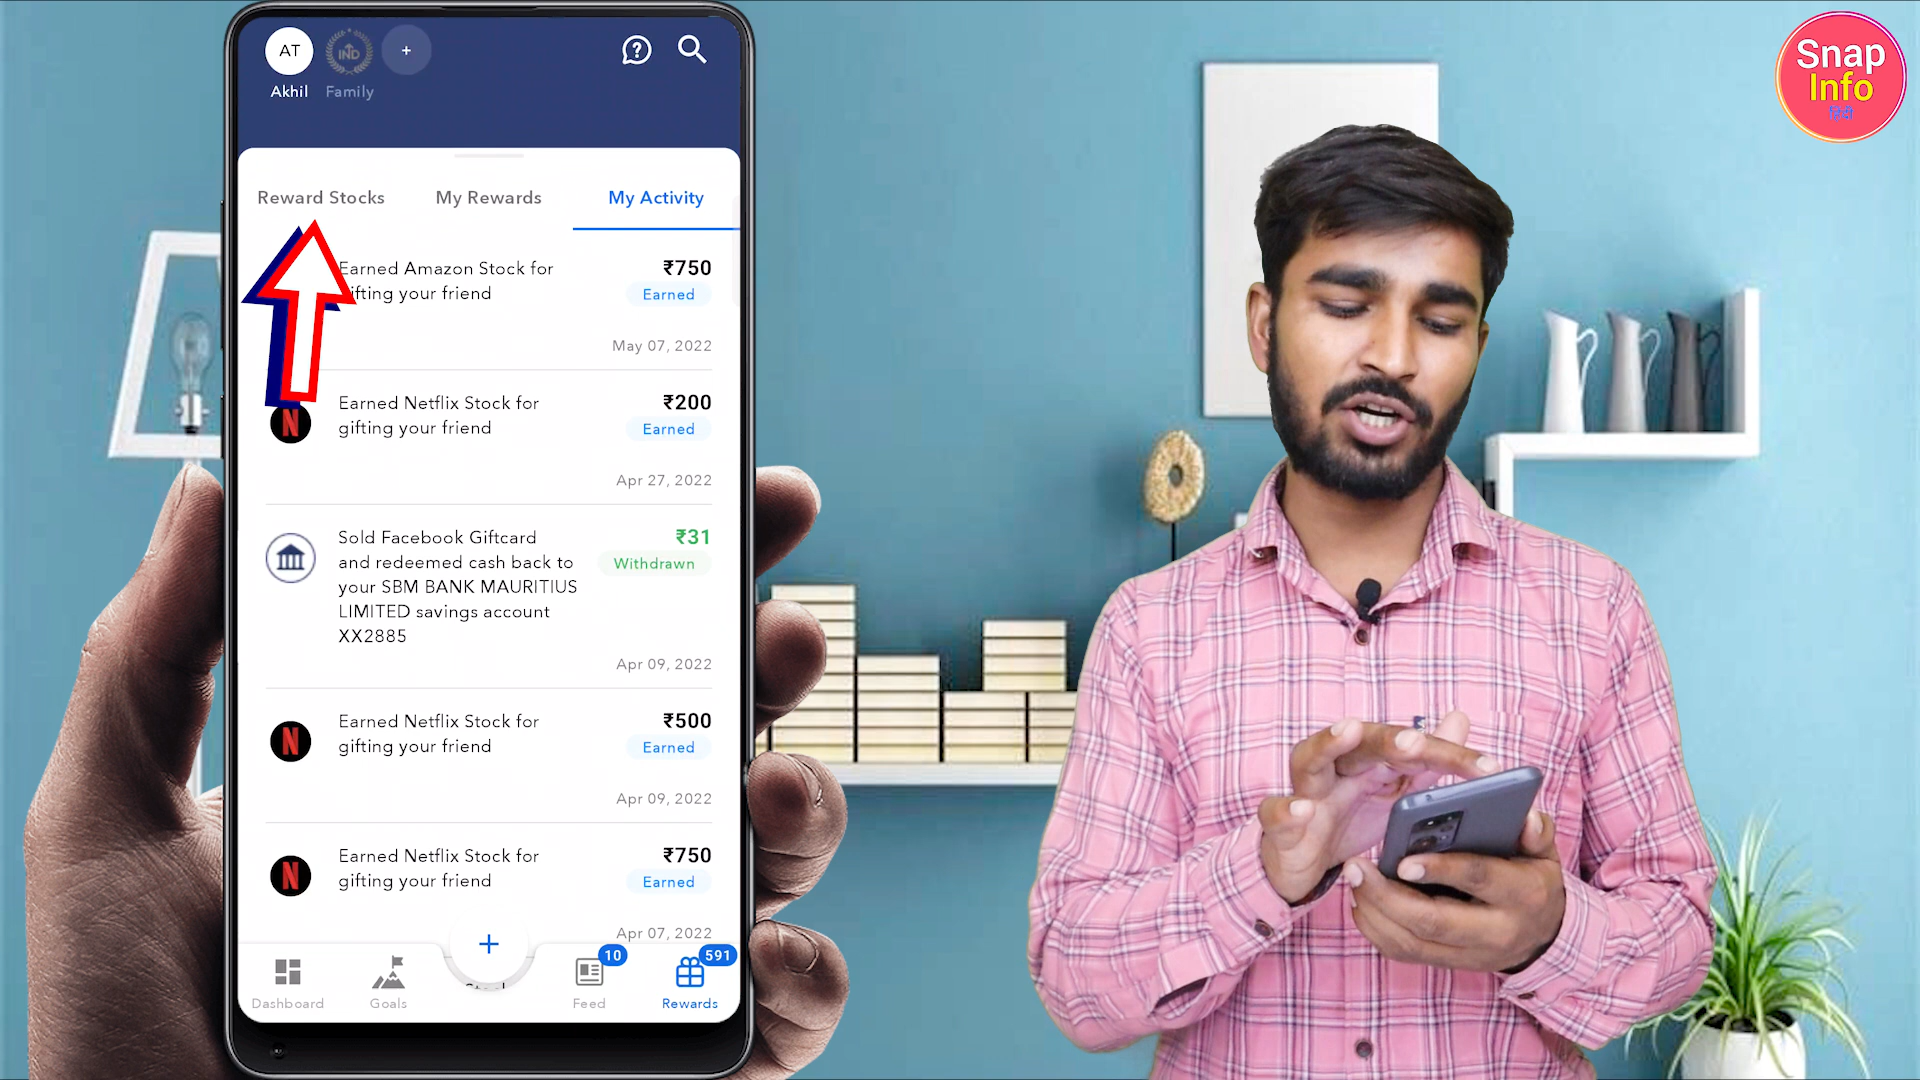 AT
IND
+
Akhil
Family
Snap
Info
हिंदी
Reward Stocks
My Rewards
My Activity
Earned Amazon Stock for
gifting your friend
₹750
Earned
May 07, 2022
N
Earned Netflix Stock for
gifting your friend
₹200
Earned
Apr 27, 2022
Sold Facebook Giftcard
and redeemed cash back to
your SBM BANK MAURITIUS
LIMITED savings account
XX2885
₹31
Withdrawn
Apr 09, 2022
N
Earned Netflix Stock for
gifting your friend
₹500
Earned
Apr 09, 2022
N
Earned Netflix Stock for
gifting your friend
₹750
Earned
Apr 07, 2022
+
10
591
Dashboard
Goals
Feed
Rewards